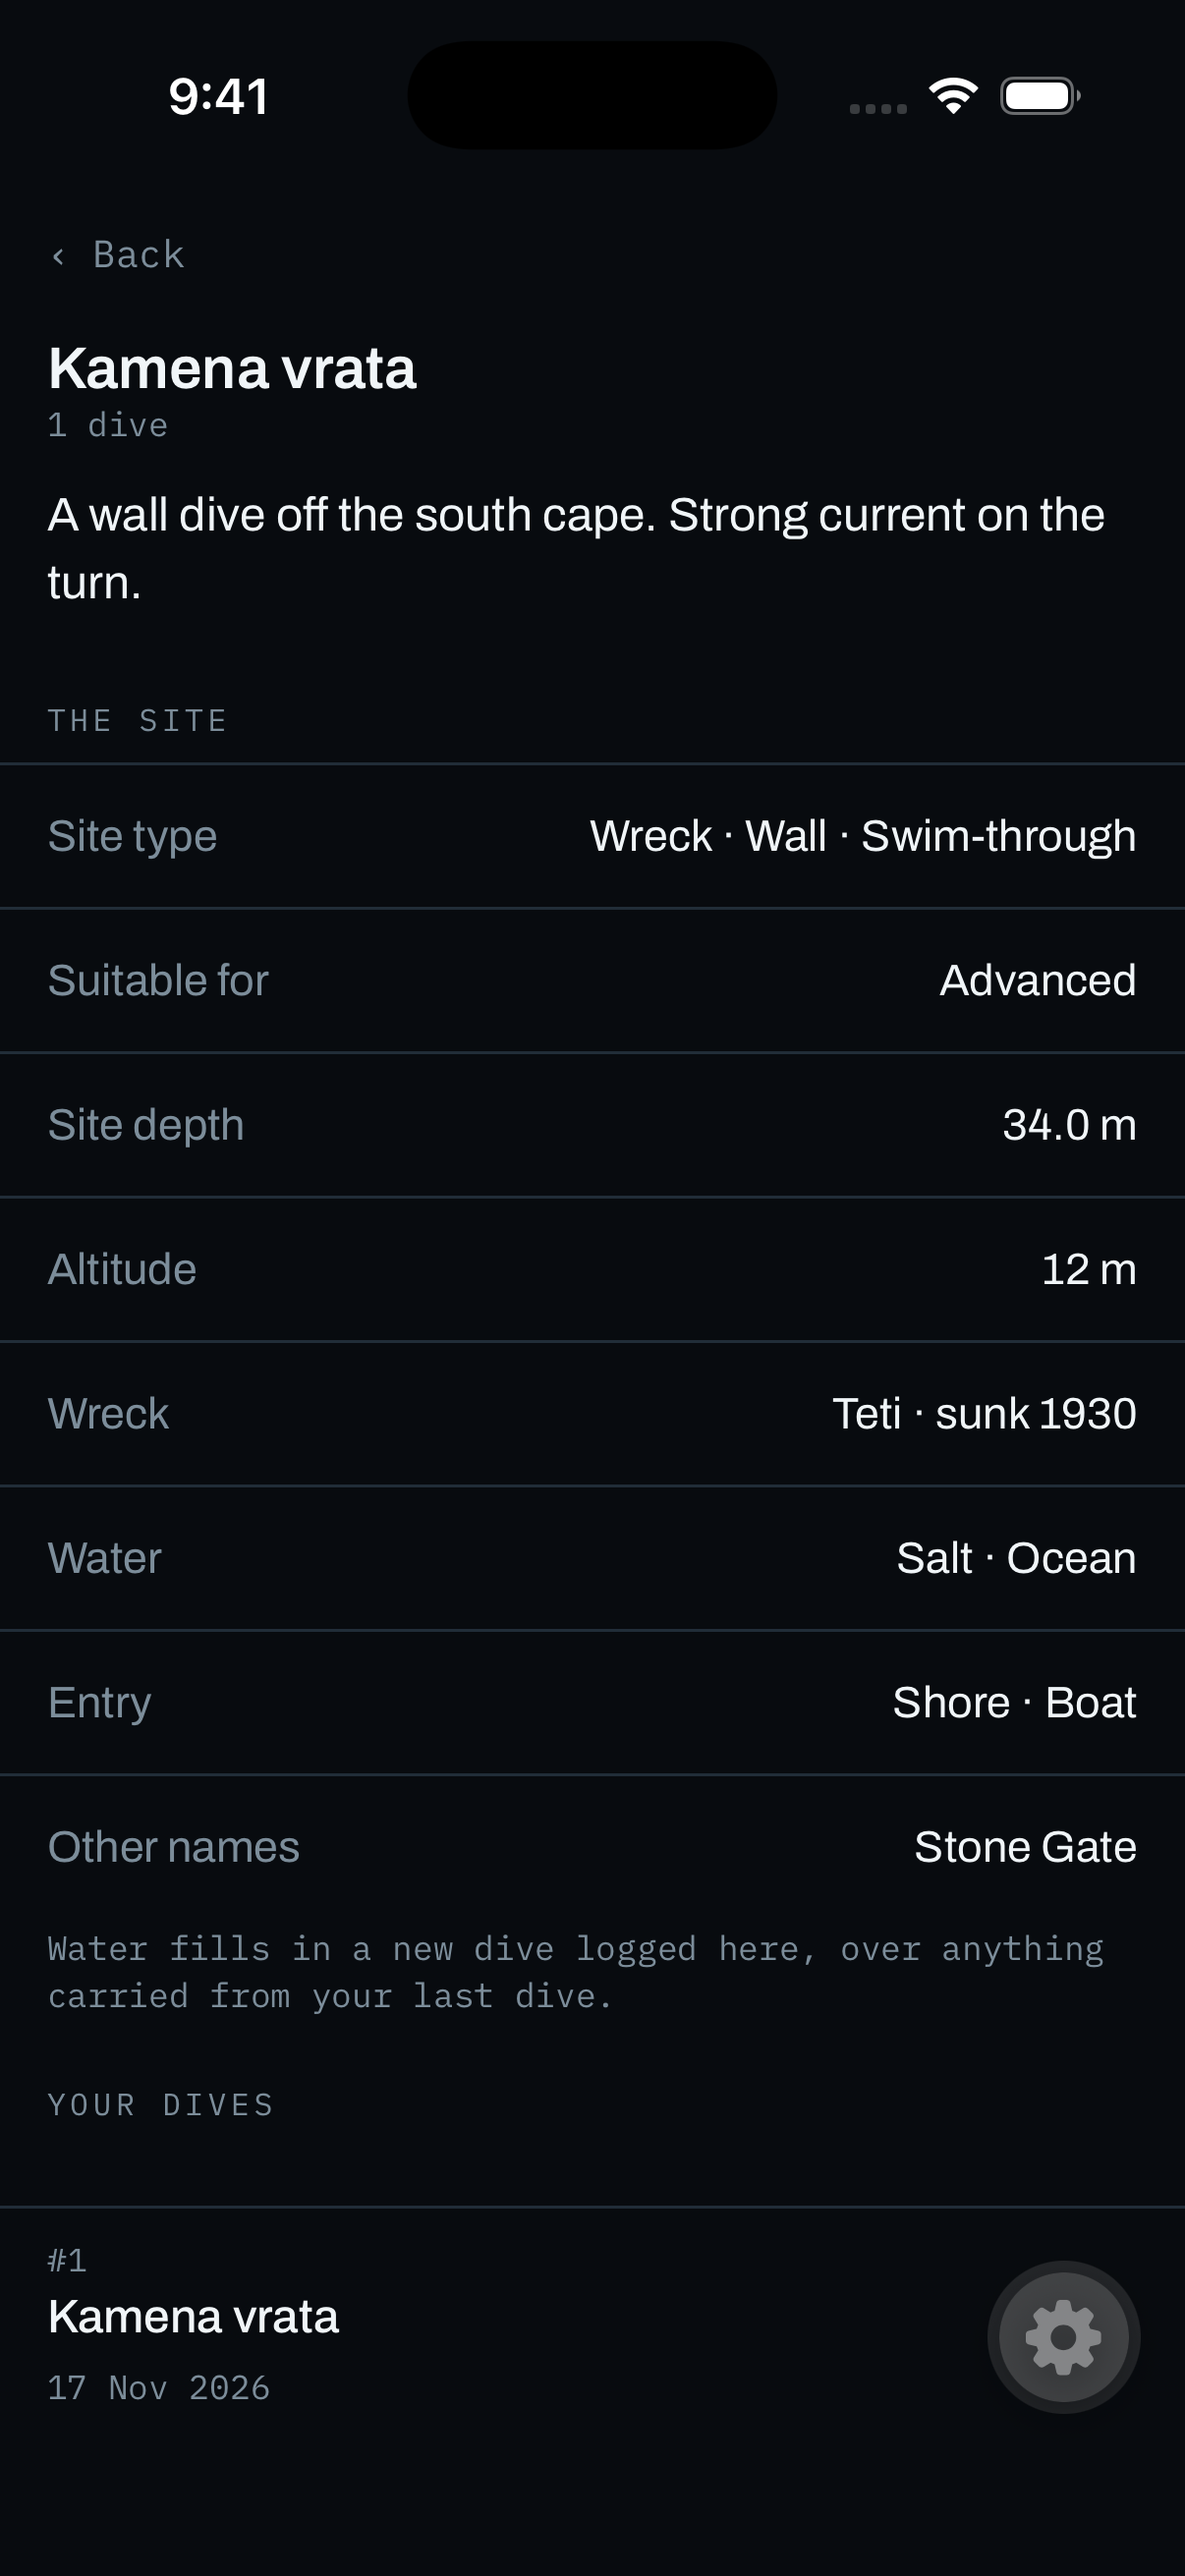 9:41
‹ Back
Kamena vrata
1 dive
A wall dive off the south cape. Strong current on the
turn.
THE SITE
Site type Wreck · Wall · Swim-through
Suitable for Advanced
Site depth 34.0 m
Altitude 12 m
Wreck Teti · sunk 1930
Water Salt · Ocean
Entry Shore · Boat
Other names Stone Gate
Water fills in a new dive logged here, over anything
carried from your last dive.
YOUR DIVES
#1
Kamena vrata
17 Nov 2026